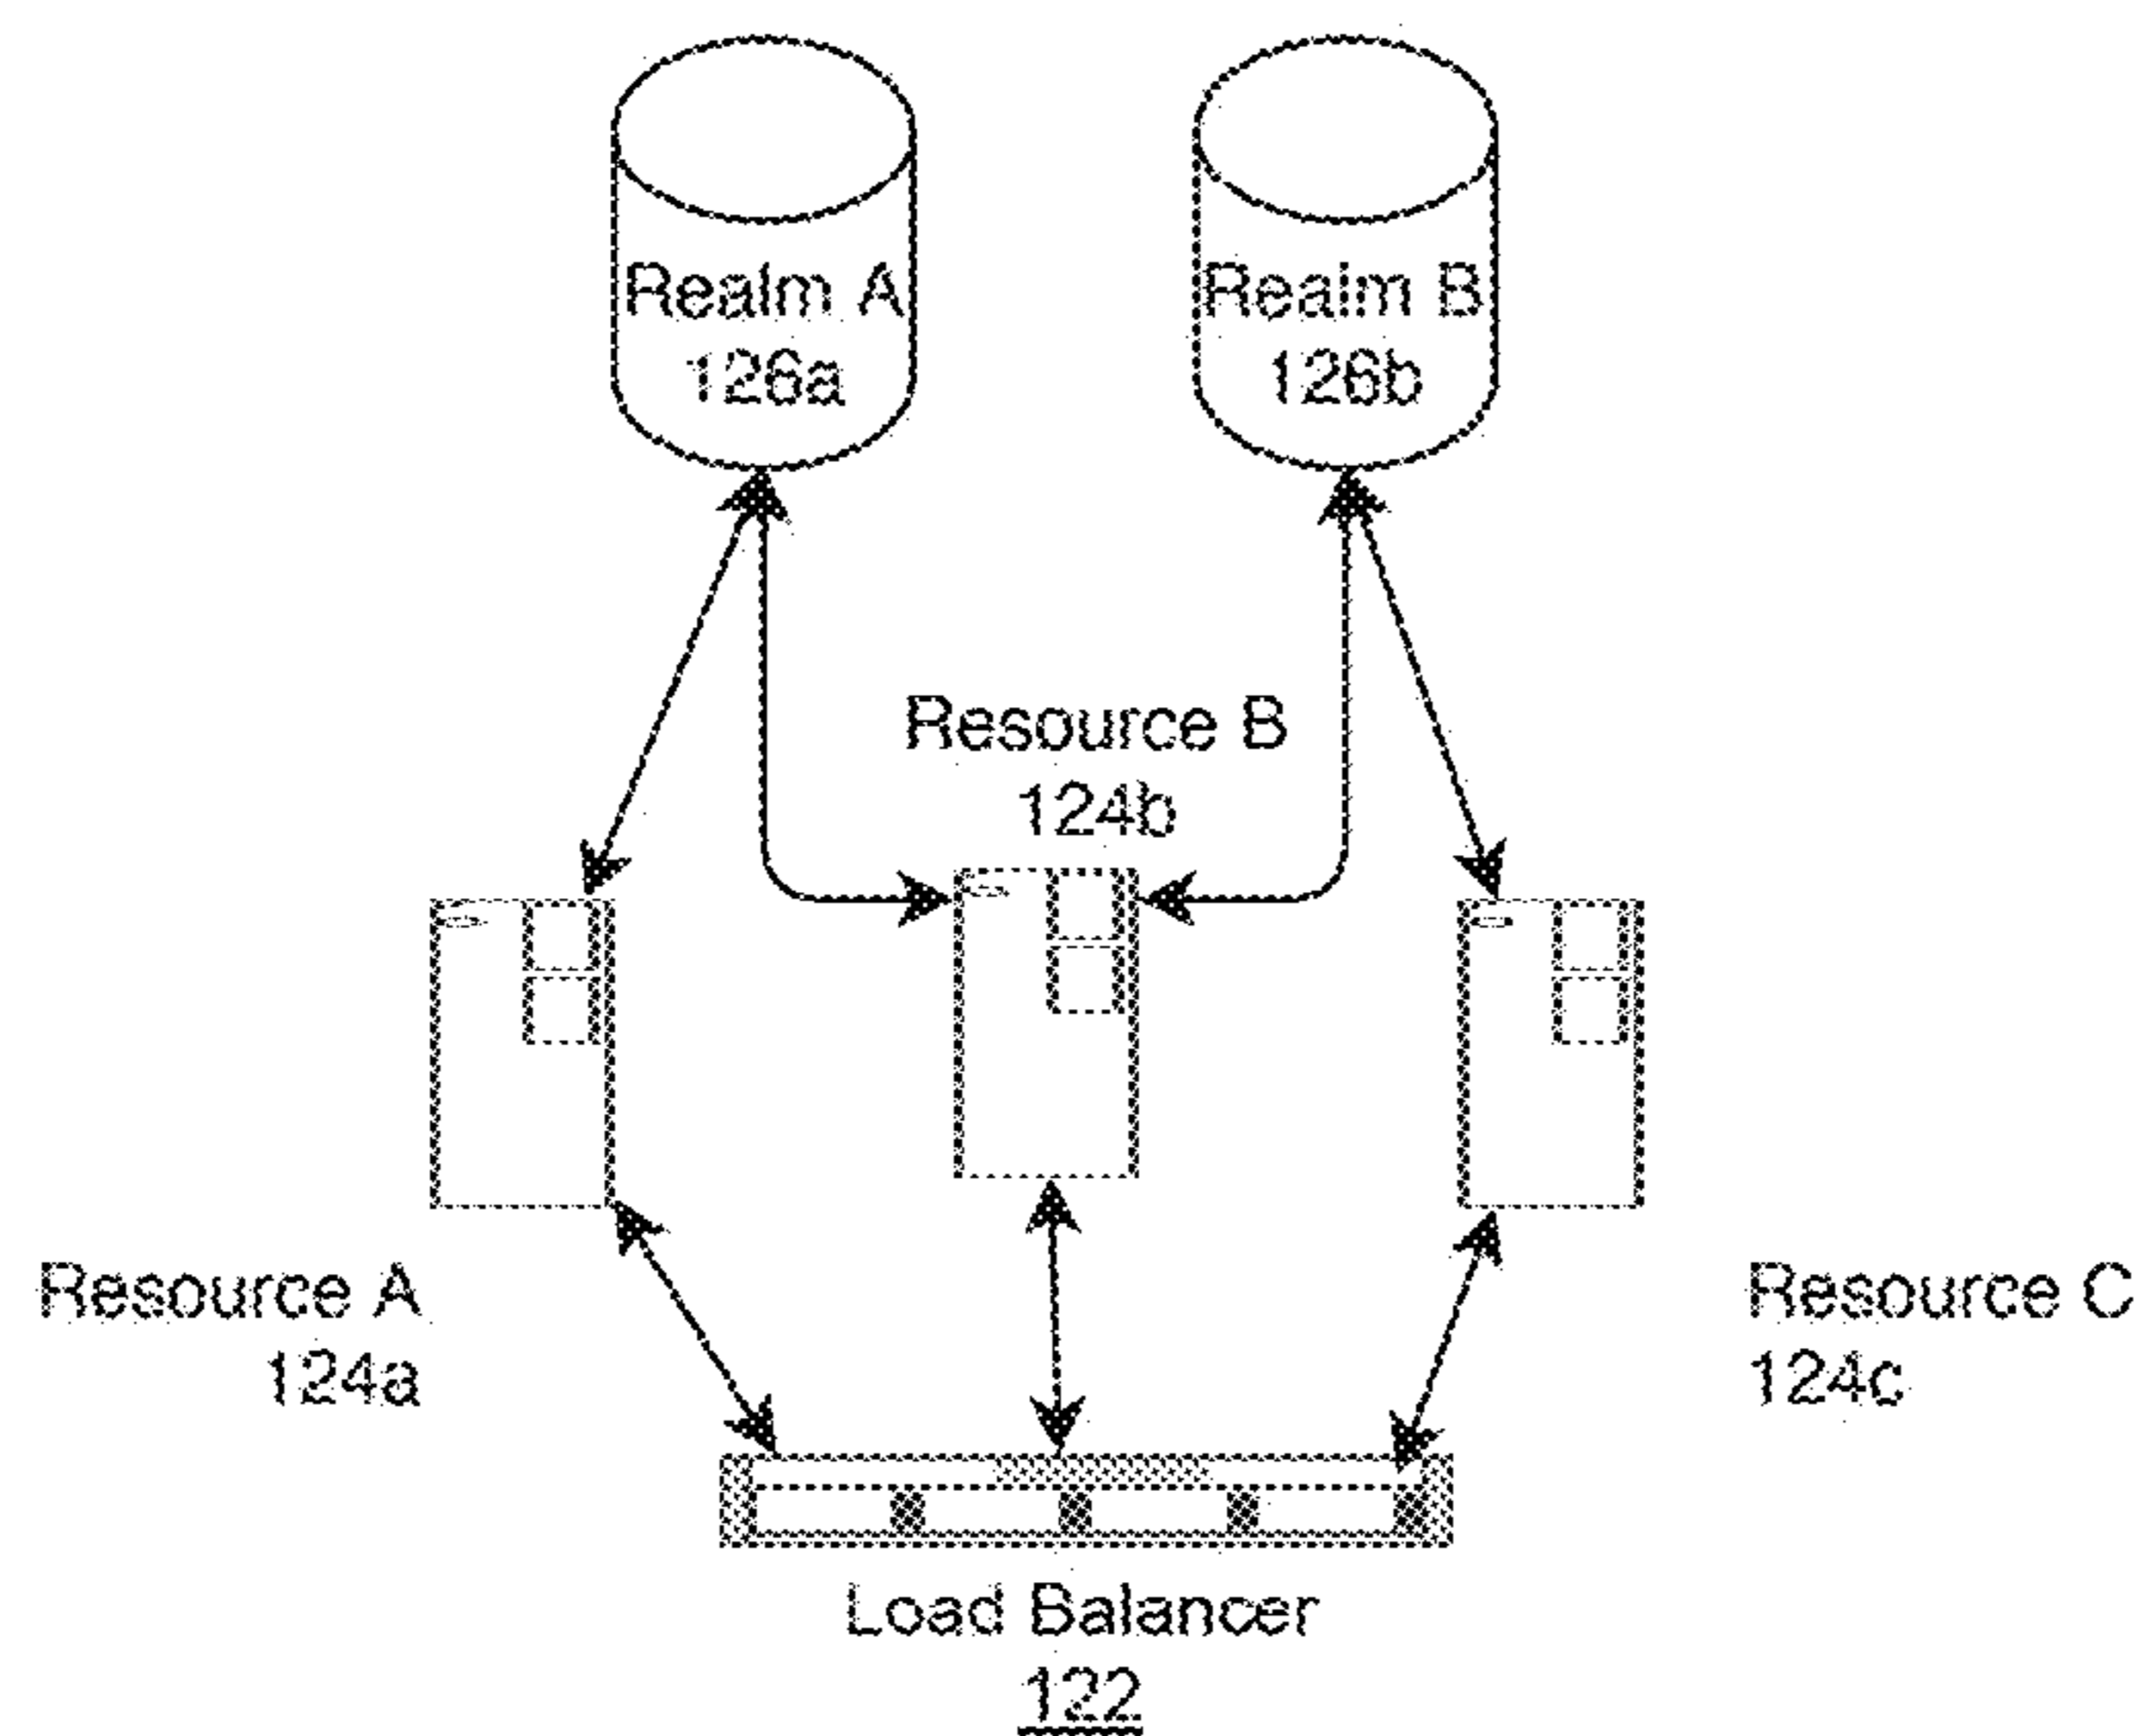 Realm A
126a
Realm B
126b
Resource B
124b
Resource A
124a
Resource C
124c
Load Balancer
122